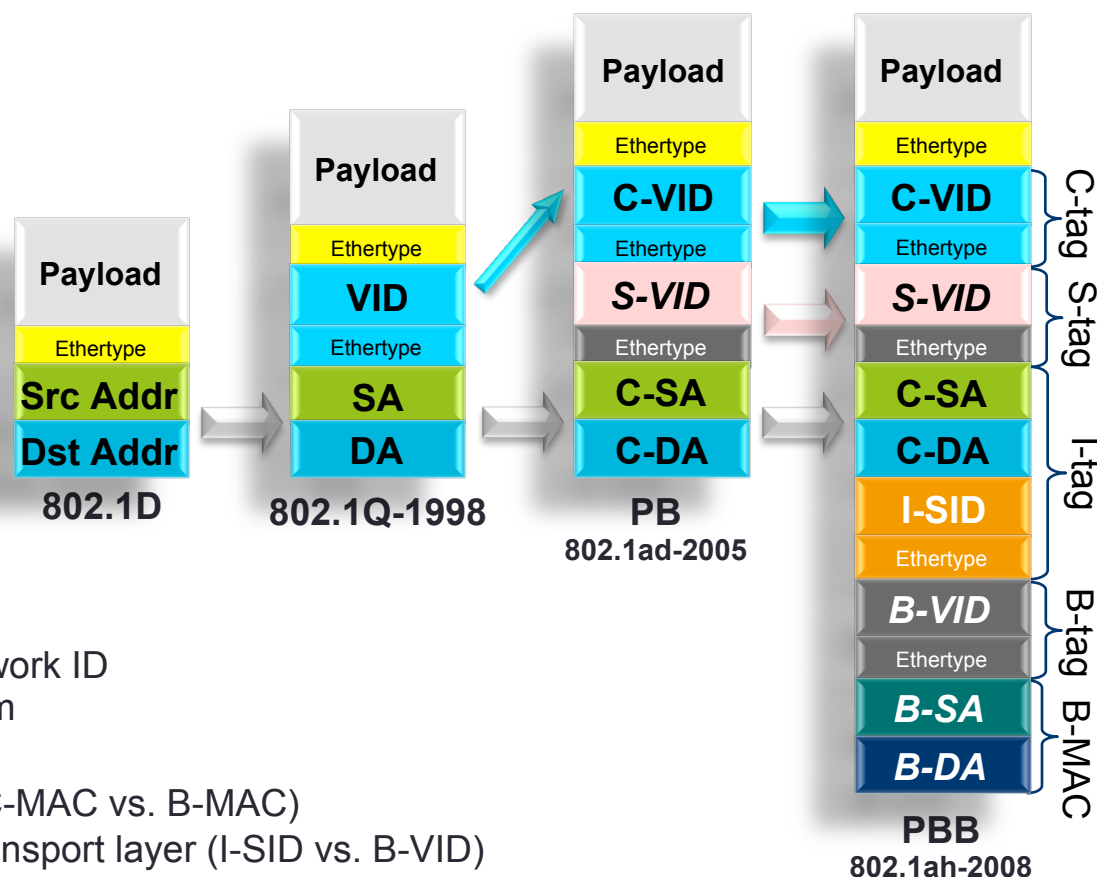 Payload
Ethertype
Src Addr
Dst Addr
802.1D
Payload
Ethertype
VID
Ethertype
SA
DA
802.1Q-1998
Payload
Ethertype
C-VID
Ethertype
S-VID
Ethertype
C-SA
C-DA
PB
802.1ad-2005
Payload
Ethertype
C-VID
Ethertype
S-VID
Ethertype
C-SA
C-DA
I-SID
Ethertype
B-VID
Ethertype
B-SA
B-DA
PBB
802.1ah-2008
C-tag
S-tag
I-tag
B-tag
B-MAC
ID
C-MAC vs. B-MAC)
layer (I-SID vs. B-VID)